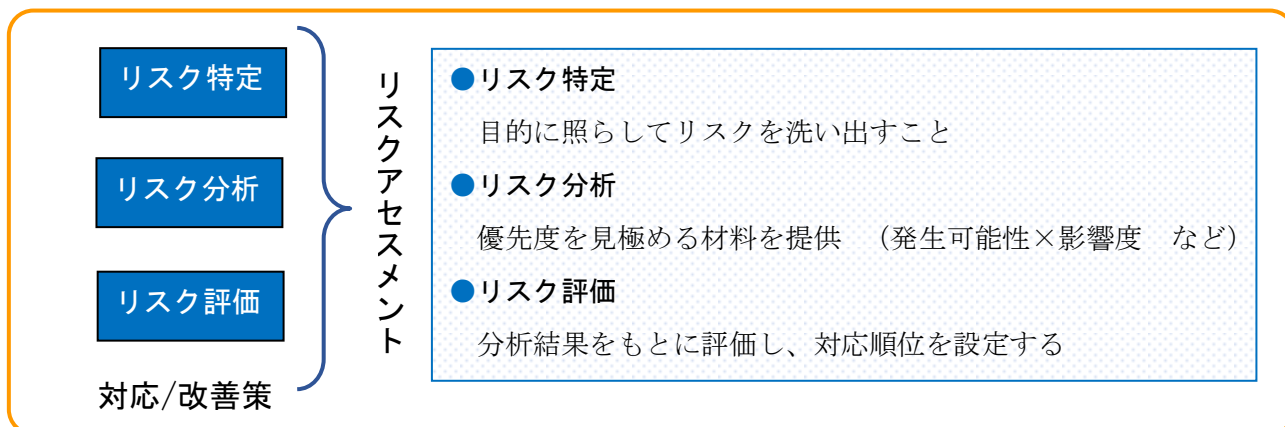 リスク特定
リスク分析
リスク評価
対応/改善策
リスクアセスメント
●リスク特定
目的に照らしてリスクを洗い出すこと
●リスク分析
優先度を見極める材料を提供　（発生可能性×影響度　など）
●リスク評価
分析結果をもとに評価し、対応順位を設定する